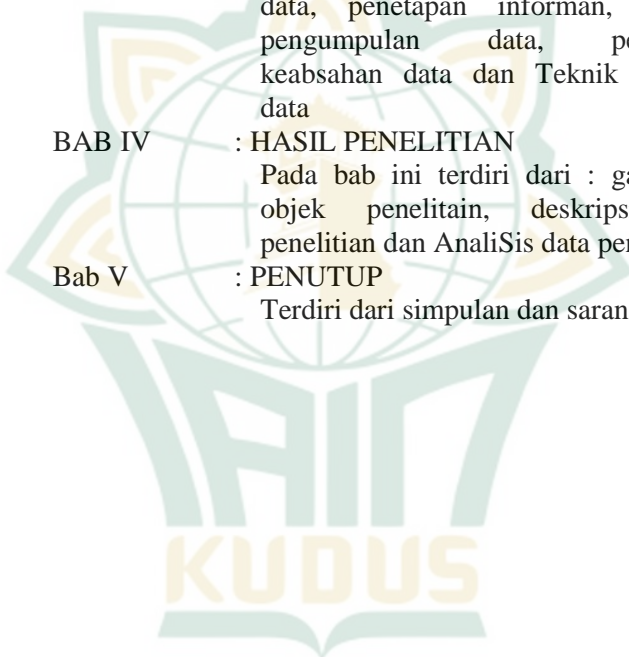 data, penetapan informan,
pengumpulan data,
keabsahan data dan Teknik
data
BAB IV : HASIL PENELITIAN
Pada bab ini terdiri dari :
objek penelitain,
penelitian dan AnaliSis data
Bab V : PENUTUP
Terdiri dari simpulan dan saran
IAIN
KUDUS